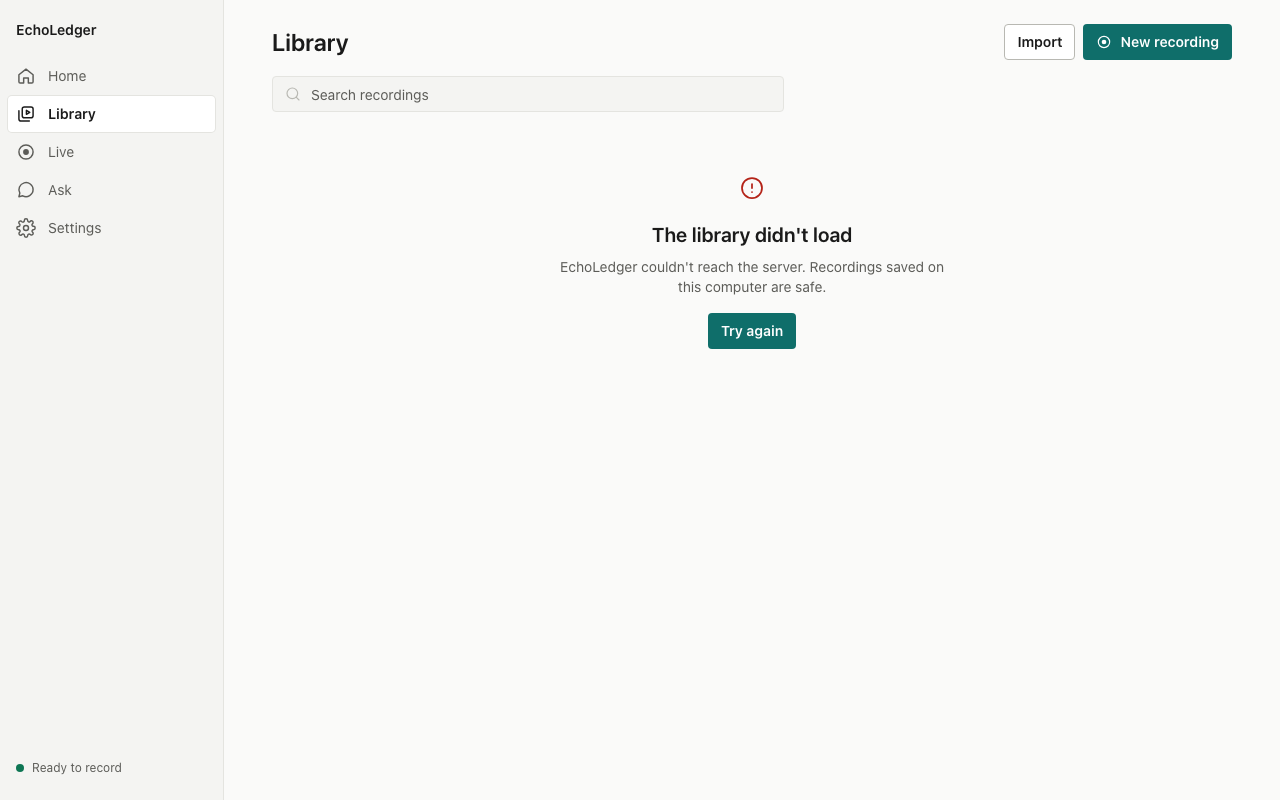 EchoLedger
Home
Library
Live
Ask
Settings
Ready to record
Library
Import
New recording
Search recordings
The library didn't load
EchoLedger couldn't reach the server. Recordings saved on
this computer are safe.
Try again